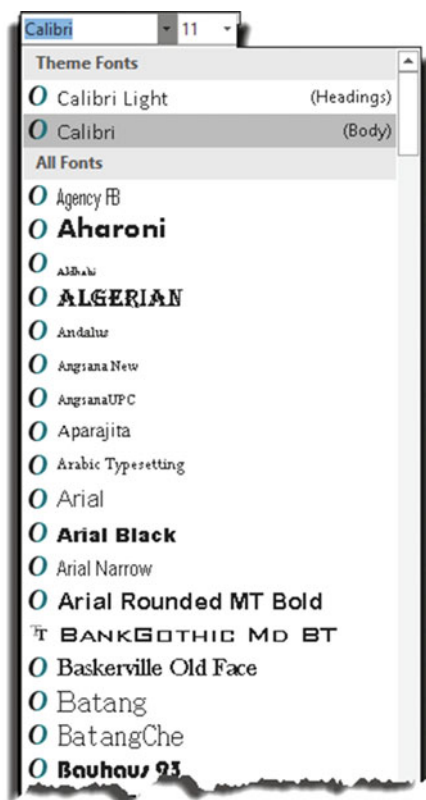 Calibri 11
Theme Fonts
O Calibri Light (Headings)
O Calibri (Body)
All Fonts
O Agency FB
O Aharoni
O Aldhabi
O ALGERIAN
O Andalus
O Angsana New
O AngsanaUPC
O Aparajita
O Arabic Typesetting
O Arial
O Arial Black
O Arial Narrow
O Arial Rounded MT Bold
TT BANKGOTHIC MD BT
O Baskerville Old Face
O Batang
O BatangChe
O Bauhaus 93